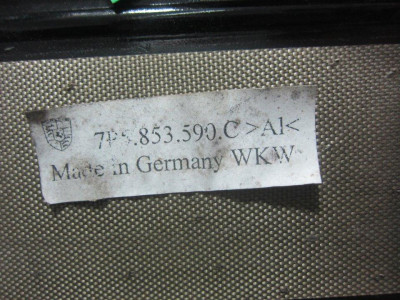 7P5.853.590.C >Al<
Made in Germany WKW